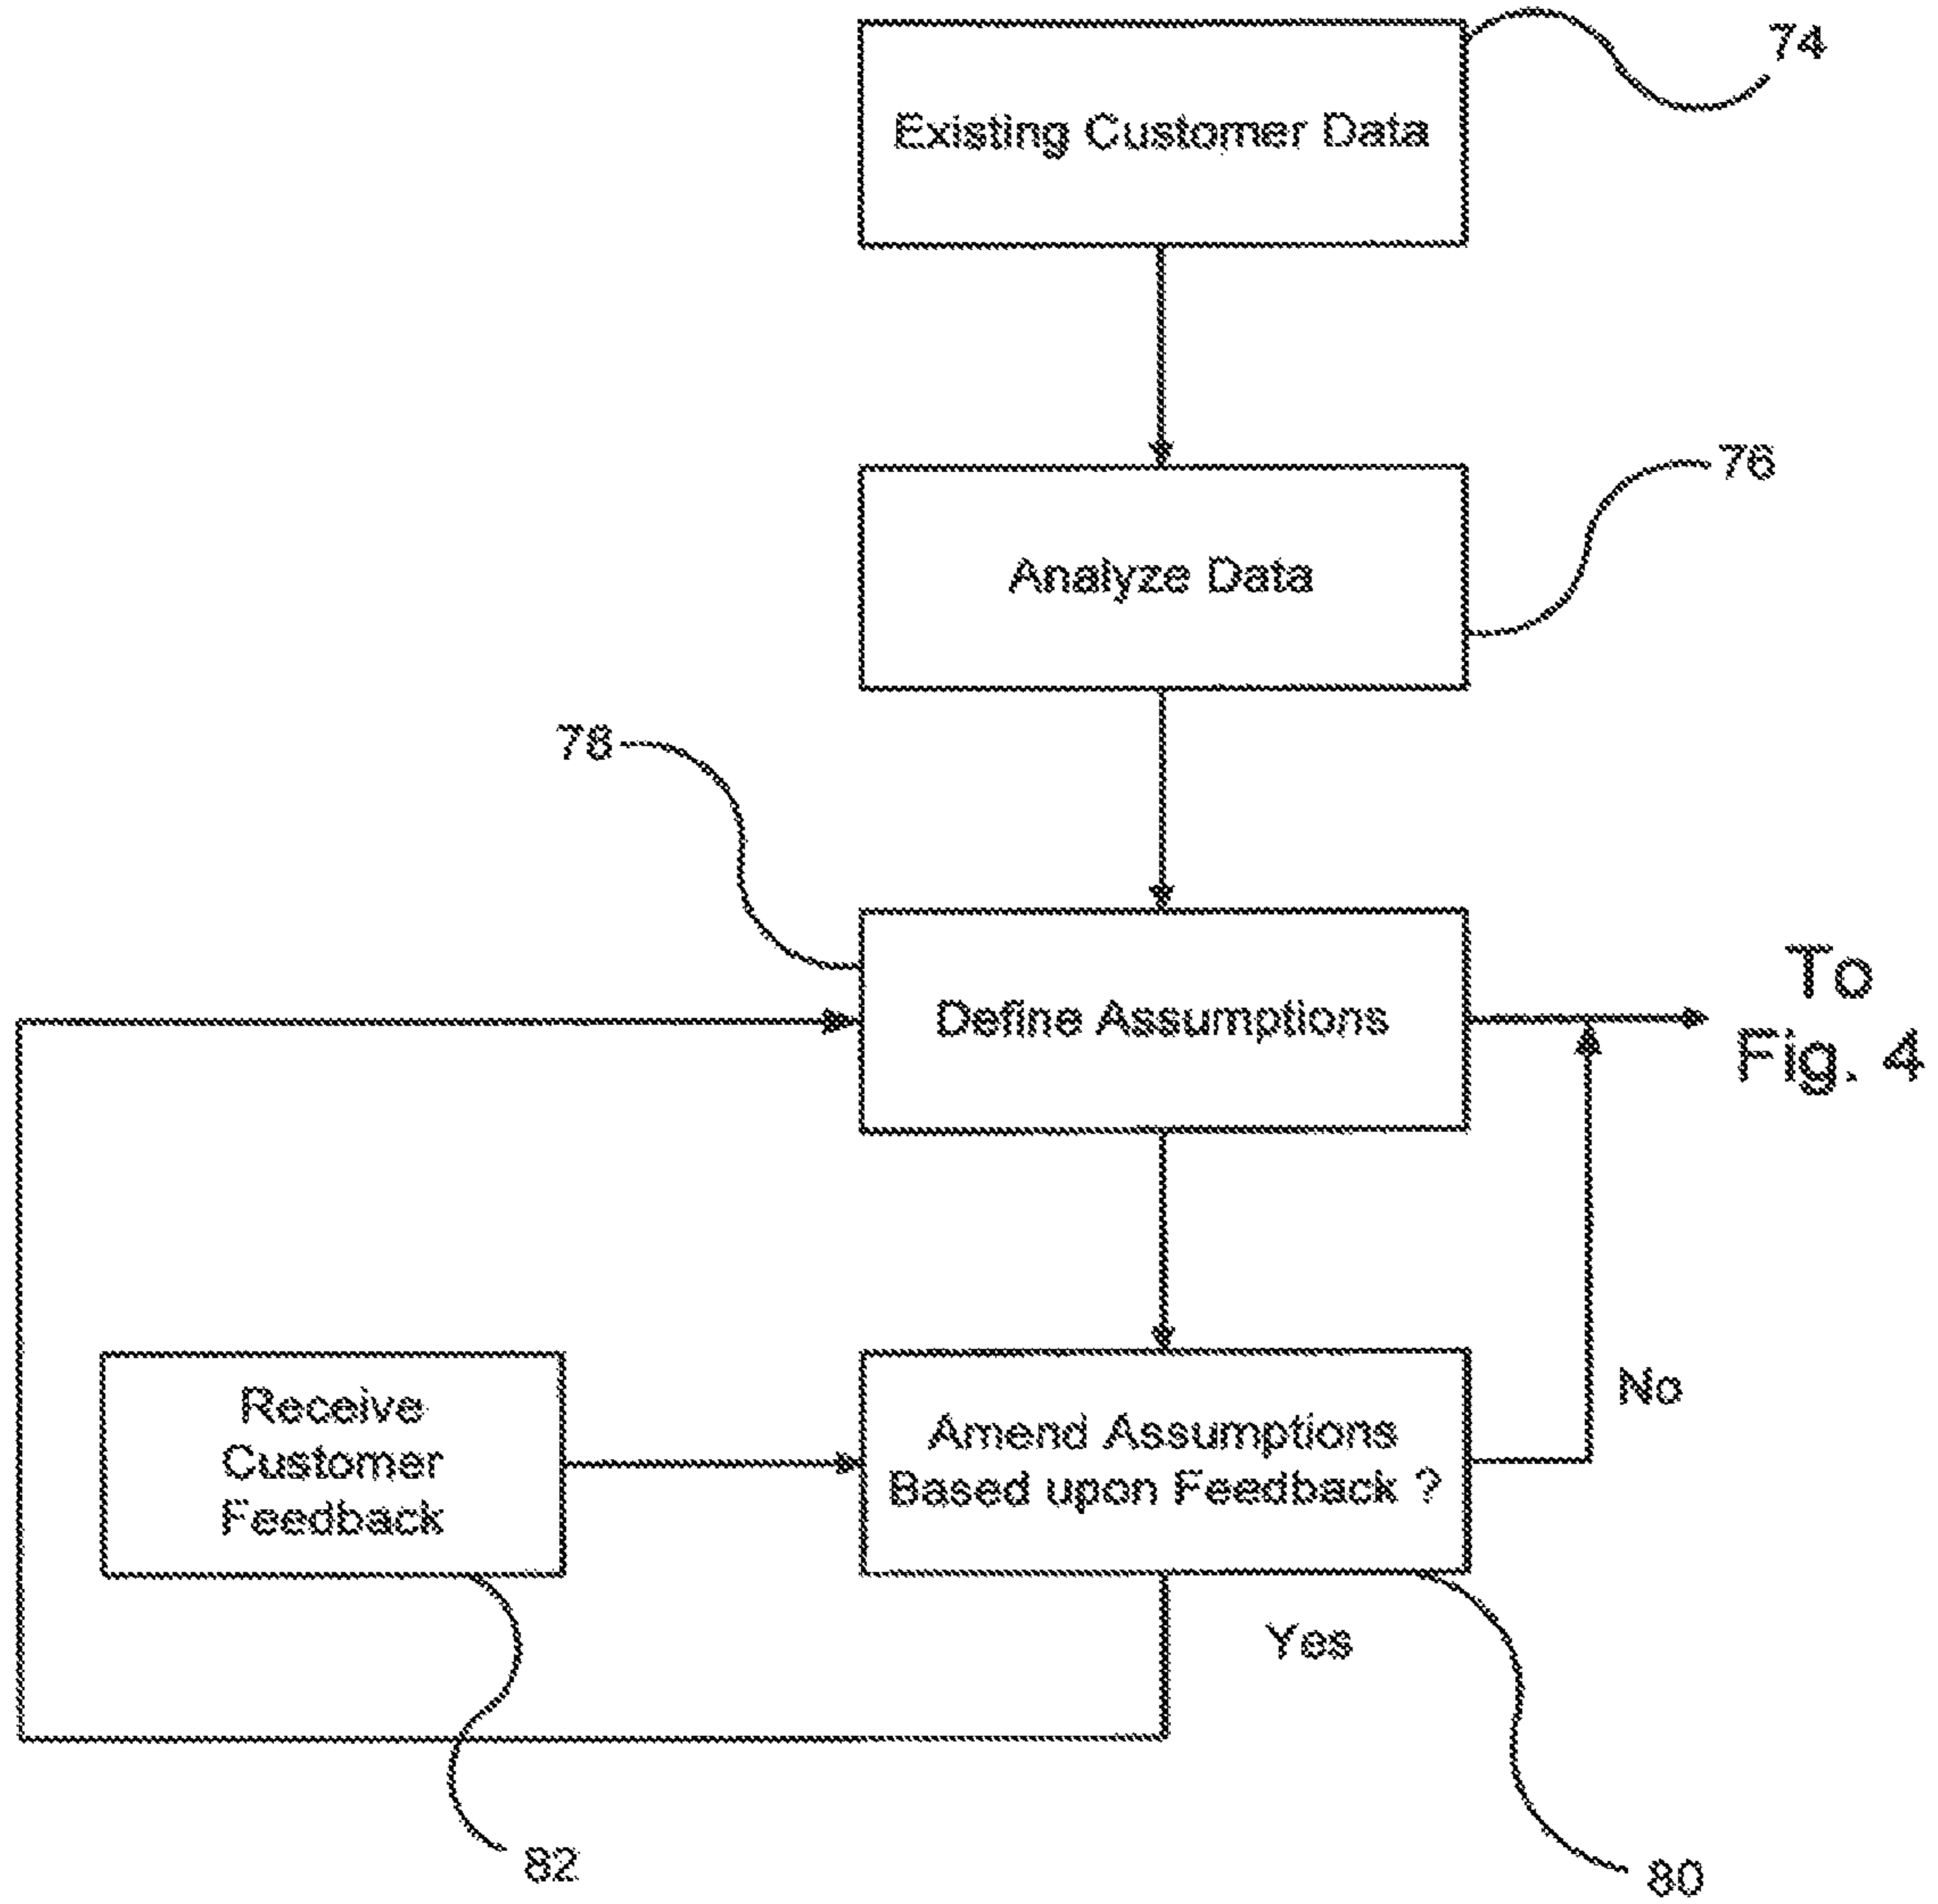 74
Existing Customer Data
76
Analyze Data
78
Define Assumptions
To
Fig. 4
Receive
Customer
Feedback
Amend Assumptions
Based upon Feedback ?
No
Yes
82
80